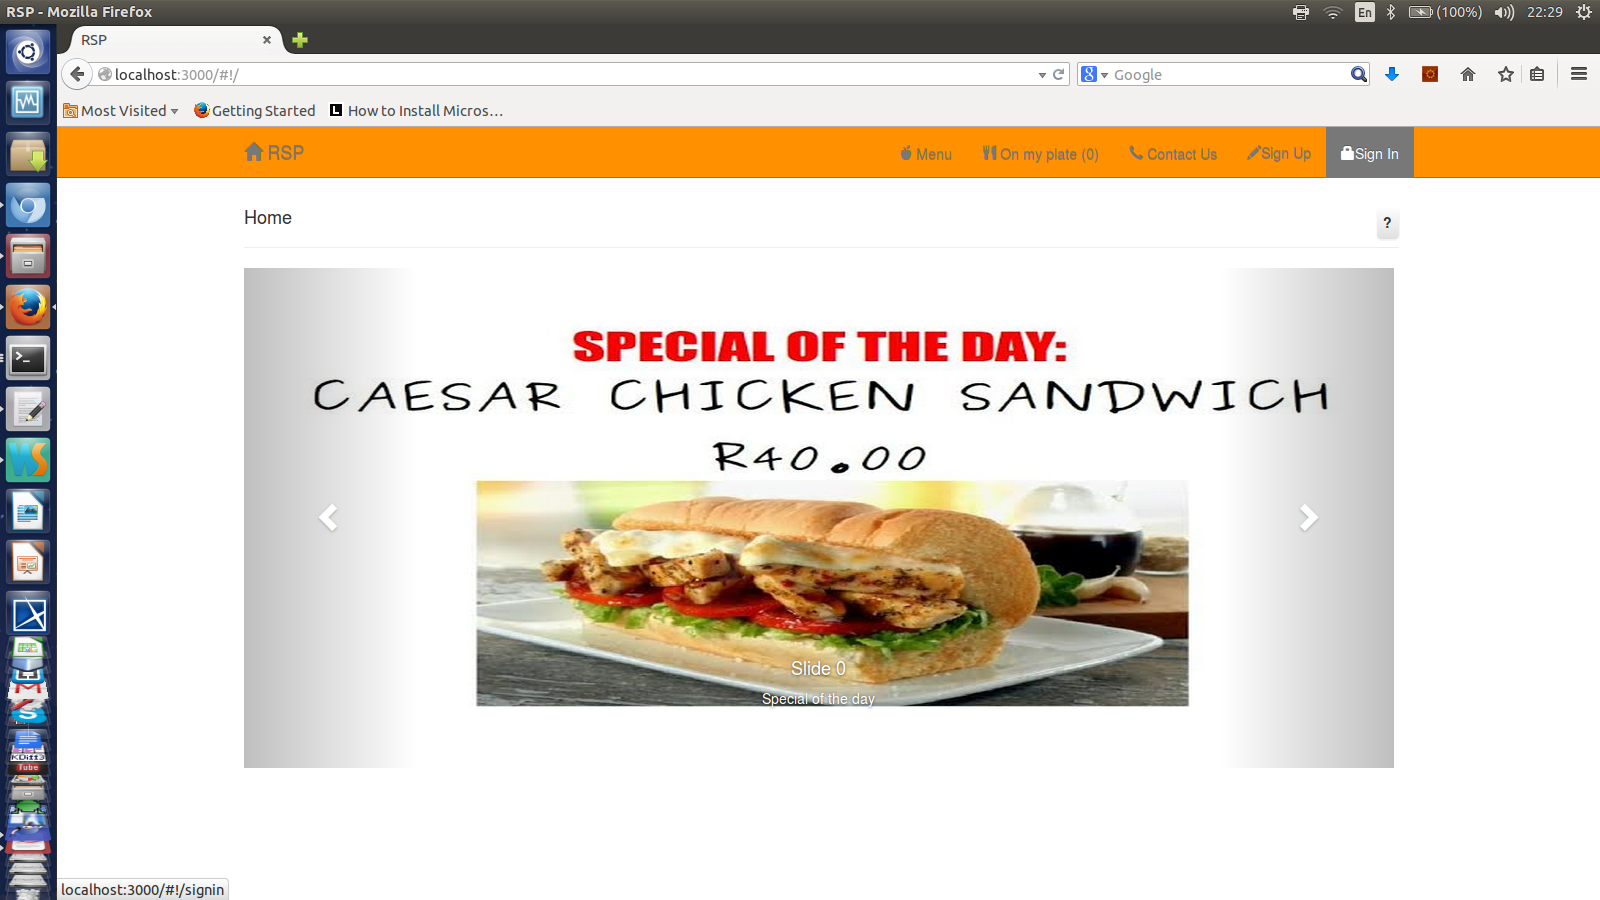 RSP - Mozilla Firefox
En
(100%)
22:29
RSP
localhost:3000/#!/
Google
Most Visited
Getting Started
How to Install Micros...
RSP
Menu
On my plate (0)
Contact Us
Sign Up
Sign In
Home
?
SPECIAL OF THE DAY:
CAESAR CHICKEN SANDWICH
R40.00
Slide 0
Special of the day
KDiff3
Tube
localhost:3000/#!/signin